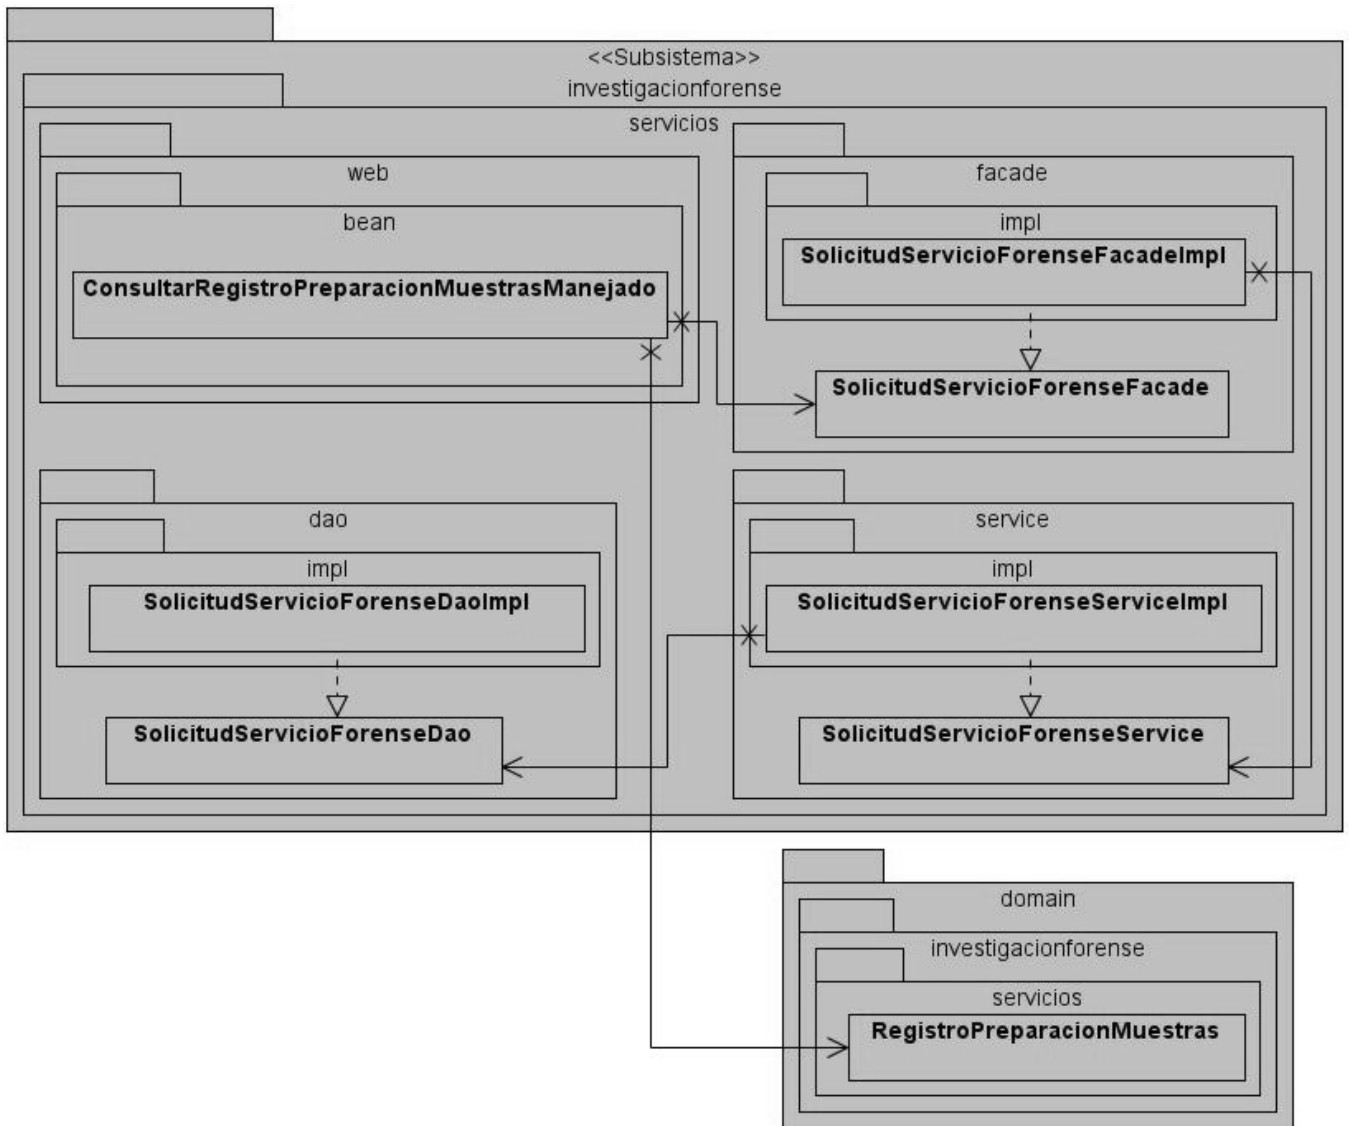 <<Subsistema>>
investigacionforense
servicios
web
bean
ConsultarRegistroPreparacionMuestrasManejado
facade
impl
SolicitudServicioForenseFacadeImpl
SolicitudServicioForenseFacade
dao
impl
SolicitudServicioForenseDaoImpl
SolicitudServicioForenseDao
service
impl
SolicitudServicioForenseServiceImpl
SolicitudServicioForenseService
domain
investigacionforense
servicios
RegistroPreparacionMuestras